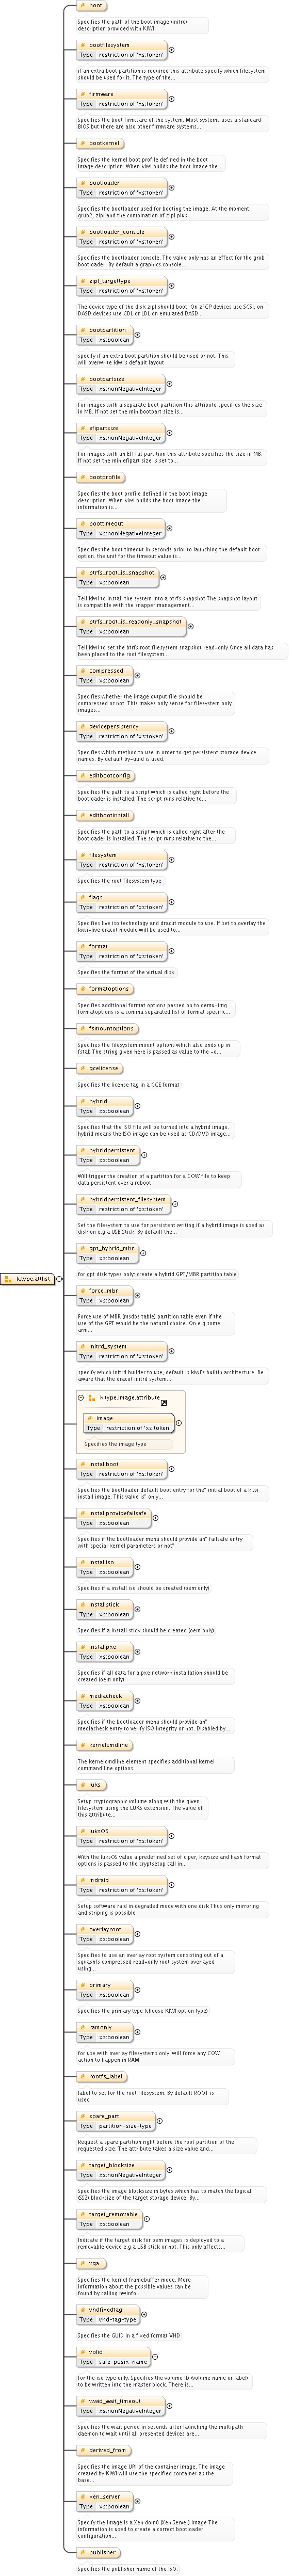 boot
Specifies the path of the boot image (initrd)
description provided with KIWI
bootfilesystem
Type restriction of 'xs:token'
if an extra boot partition is required this attribute specify which filesystem
should be used for it. The type of the...
firmware
Type restriction of 'xs:token'
Specifies the boot firmware of the system. Most systems uses a standard
BIOS but there are also other firmware systems...
bootkernel
Specifies the kernel boot profile defined in the boot
image description. When kiwi builds the boot image the...
bootloader
Type restriction of 'xs:token'
Specifies the bootloader used for booting the image. At the moment
grub2, zipl and the combination of zipl plus...
bootloader_console
Type restriction of 'xs:token'
Specifies the bootloader console. The value only has an effect for the grub
bootloader. By default a graphics console...
zipl_targettype
Type restriction of 'xs:token'
The device type of the disk zipl should boot. On zFCP devices use SCSI, on
DASD devices use CDL or LDL on emulated DASD...
bootpartition
Type xs:boolean
specify if an extra boot partition should be used or not. This
will overwrite kiwi's default layout
bootpartsize
Type xs:nonNegativeInteger
For images with a separate boot partition this attribute specifies the size
in MB. If not set the min bootpart size is...
efipartsize
Type xs:nonNegativeInteger
For images with an EFI fat partition this attribute specifies the size in MB.
If not set the min efipart size is set to...
bootprofile
Specifies the boot profile defined in the boot image
description. When kiwi builds the boot image the
information is...
boottimeout
Type xs:nonNegativeInteger
Specifies the boot timeout in seconds prior to launching the default boot
option. the unit for the timeout value is...
btrfs_root_is_snapshot
Type xs:boolean
Tell kiwi to install the system into a btrfs snapshot The snapshot layout
is compatible with the snapper management...
btrfs_root_is_readonly_snapshot
Type xs:boolean
Tell kiwi to set the btrfs root filesystem snapshot read-only Once all data has
been placed to the root filesystem...
compressed
Type xs:boolean
Specifies whether the image output file should be
compressed or not. This makes only sense for filesystem only
images...
devicepersistency
Type restriction of 'xs:token'
Specifies which method to use in order to get persistent storage device
names. By default by-uuid is used.
editbootconfig
Specifies the path to a script which is called right before the
bootloader is installed. The script runs relative to...
editbootinstall
Specifies the path to a script which is called right after the
bootloader is installed. The script runs relative to the...
filesystem
Type restriction of 'xs:token'
Specifies the root filesystem type
flags
Type restriction of 'xs:token'
Specifies live iso technology and dracut module to use. If set to overlay the
kiwi-live dracut module will be used to...
format
Type restriction of 'xs:token'
Specifies the format of the virtual disk.
formatoptions
Specifies additional format options passed on to qemu-img
formatoptions is a comma separated list of format specific...
fsmountoptions
Specifies the filesystem mount options which also ends up in
fstab The string given here is passed as value to the -o...
gcelicense
Specifies the license tag in a GCE format
hybrid
Type xs:boolean
Specifies that the ISO file will be turned into a hybrid image.
hybrid means the ISO image can be used as CD/DVD image...
hybridpersistent
Type xs:boolean
Will trigger the creation of a partition for a COW file to keep
data persistent over a reboot
hybridpersistent_filesystem
Type restriction of 'xs:token'
Set the filesystem to use for persistent writing if a hybrid image is used as
disk on e.g a USB Stick. By default the...
gpt_hybrid_mbr
Type xs:boolean
for gpt disk types only: create a hybrid GPT/MBR partition table
k.type.attlist
force_mbr
Type xs:boolean
Force use of MBR (msdos table) partition table even if the
use of the GPT would be the natural choice. On e.g some
arm...
initrd_system
Type restriction of 'xs:token'
specify which initrd builder to use, default is kiwi's builtin architecture. Be
aware that the dracut initrd system...
k.type.image.attribute
image
Type restriction of 'xs:token'
Specifies the image type
installboot
Type restriction of 'xs:token'
Specifies the bootloader default boot entry for the" initial boot of a kiwi
install image. This value is" only...
installprovidefailsafe
Type xs:boolean
Specifies if the bootloader menu should provide an" failsafe entry
with special kernel parameters or not"
installiso
Type xs:boolean
Specifies if a install iso should be created (oem only)
installstick
Type xs:boolean
Specifies if a install stick should be created (oem only)
installpxe
Type xs:boolean
Specifies if all data for a pxe network installation should be
created (oem only)
mediacheck
Type xs:boolean
Specifies if the bootloader menu should provide an"
mediacheck entry to verify ISO integrity or not. Disabled by...
kernelcmdline
The kernelcmdline element specifies additional kernel
command line options
luks
Setup cryptographic volume along with the given
filesystem using the LUKS extension. The value of
this attribute...
luksOS
Type restriction of 'xs:token'
With the luksOS value a predefined set of ciper, keysize and hash format
options is passed to the cryptsetup call in...
mdraid
Type restriction of 'xs:token'
Setup software raid in degraded mode with one disk Thus only mirroring
and striping is possible
overlayroot
Type xs:boolean
Specifies to use an overlay root system consisting out of a
squashfs compressed read-only root system overlayed
using...
primary
Type xs:boolean
Specifies the primary type (choose KIWI option type)
ramonly
Type xs:boolean
for use with overlay filesystems only: will force any COW
action to happen in RAM
rootfs_label
label to set for the root filesystem. By default ROOT is
used
spare_part
Type partition-size-type
Request a spare partition right before the root partition of the
requested size. The attribute takes a size value and...
target_blocksize
Type xs:nonNegativeInteger
Specifies the image blocksize in bytes which has to match the logical
(SSZ) blocksize of the target storage device. By...
target_removable
Type xs:boolean
Indicate if the target disk for oem images is deployed to a
removable device e.g a USB stick or not. This only affects...
vga
Specifies the kernel framebuffer mode. More
information about the possible values can be
found by calling hwinfo...
vhdfixedtag
Type vhd-tag-type
Specifies the GUID in a fixed format VHD
volid
Type safe-posix-name
for the iso type only: Specifies the volume ID (volume name or label)
to be written into the master block. There is...
wwid_wait_timeout
Type xs:nonNegativeInteger
Specifies the wait period in seconds after launching the multipath
daemon to wait until all presented devices are...
derived_from
Specifies the image URI of the container image. The image
created by KIWI will use the specified container as the
base...
xen_server
Type xs:boolean
Specify the image is a Xen dom0 (Xen Server) image The
information is used to create a correct bootloader
configuration...
publisher
Specifies the publisher name of the ISO.